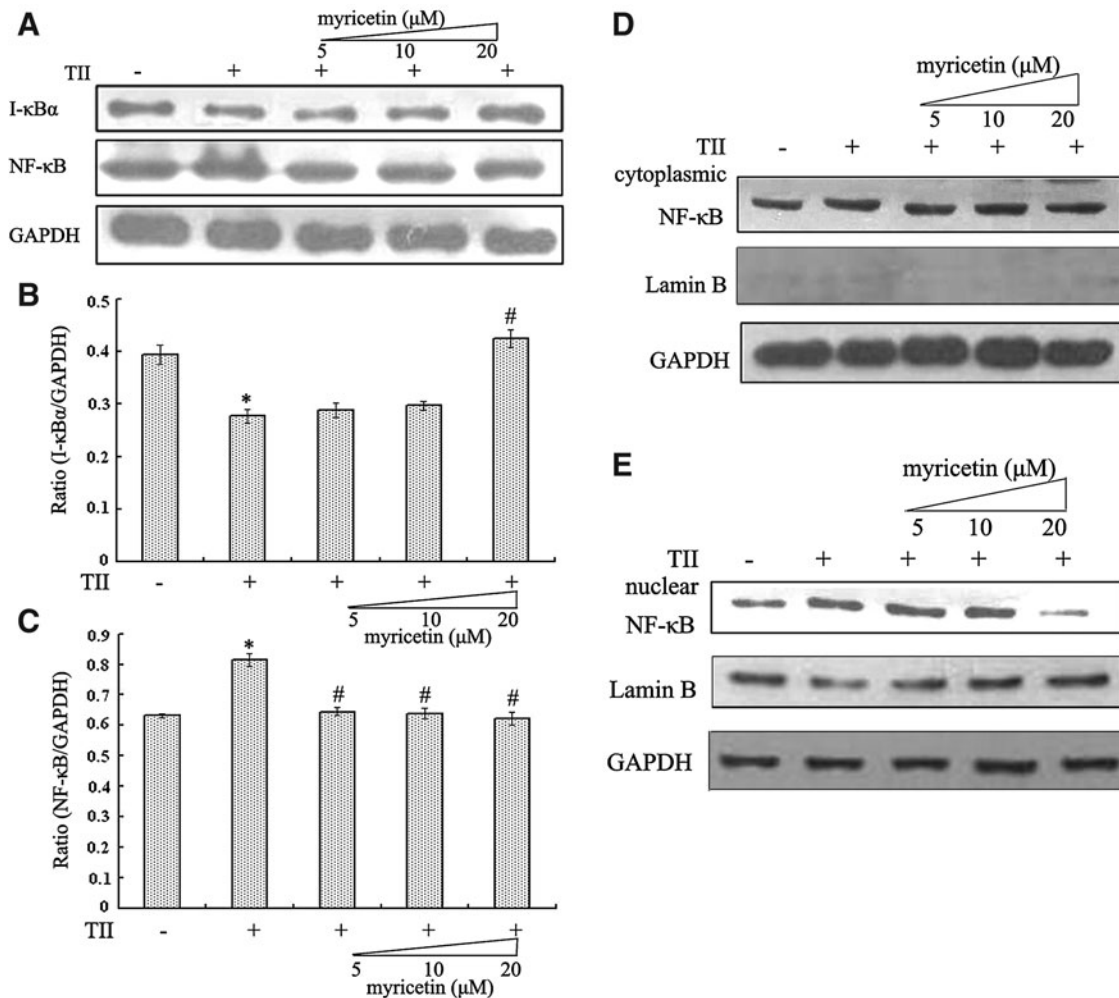 A
myricetin (μM)
5 10 20
TII - + + + +
I-κBα
NF-κB
GAPDH
B
Ratio (I-κBα/GAPDH)
0.5
0.4
0.3
0.2
0.1
0
*
#
TII - + + + +
5 10 20
myricetin (μM)
C
Ratio (NF-κB/GAPDH)
0.9
0.8
0.7
0.6
0.5
0.4
0.3
0.2
0.1
0
*
# # #
TII - + + + +
5 10 20
myricetin (μM)
D
myricetin (μM)
5 10 20
TII - + + + +
cytoplasmic
NF-κB
Lamin B
GAPDH
E
myricetin (μM)
5 10 20
TII - + + + +
nuclear
NF-κB
Lamin B
GAPDH